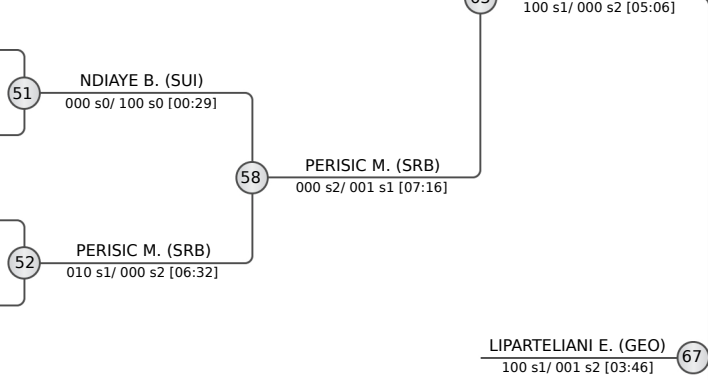 100 s1/ 000 s2 [05:06]
51
NDIAYE B. (SUI)
000 s0/ 100 s0 [00:29]
58
PERISIC M. (SRB)
000 s2/ 001 s1 [07:16]
52
PERISIC M. (SRB)
010 s1/ 000 s2 [06:32]
LIPARTELIANI E. (GEO)
100 s1/ 001 s2 [03:46]
67